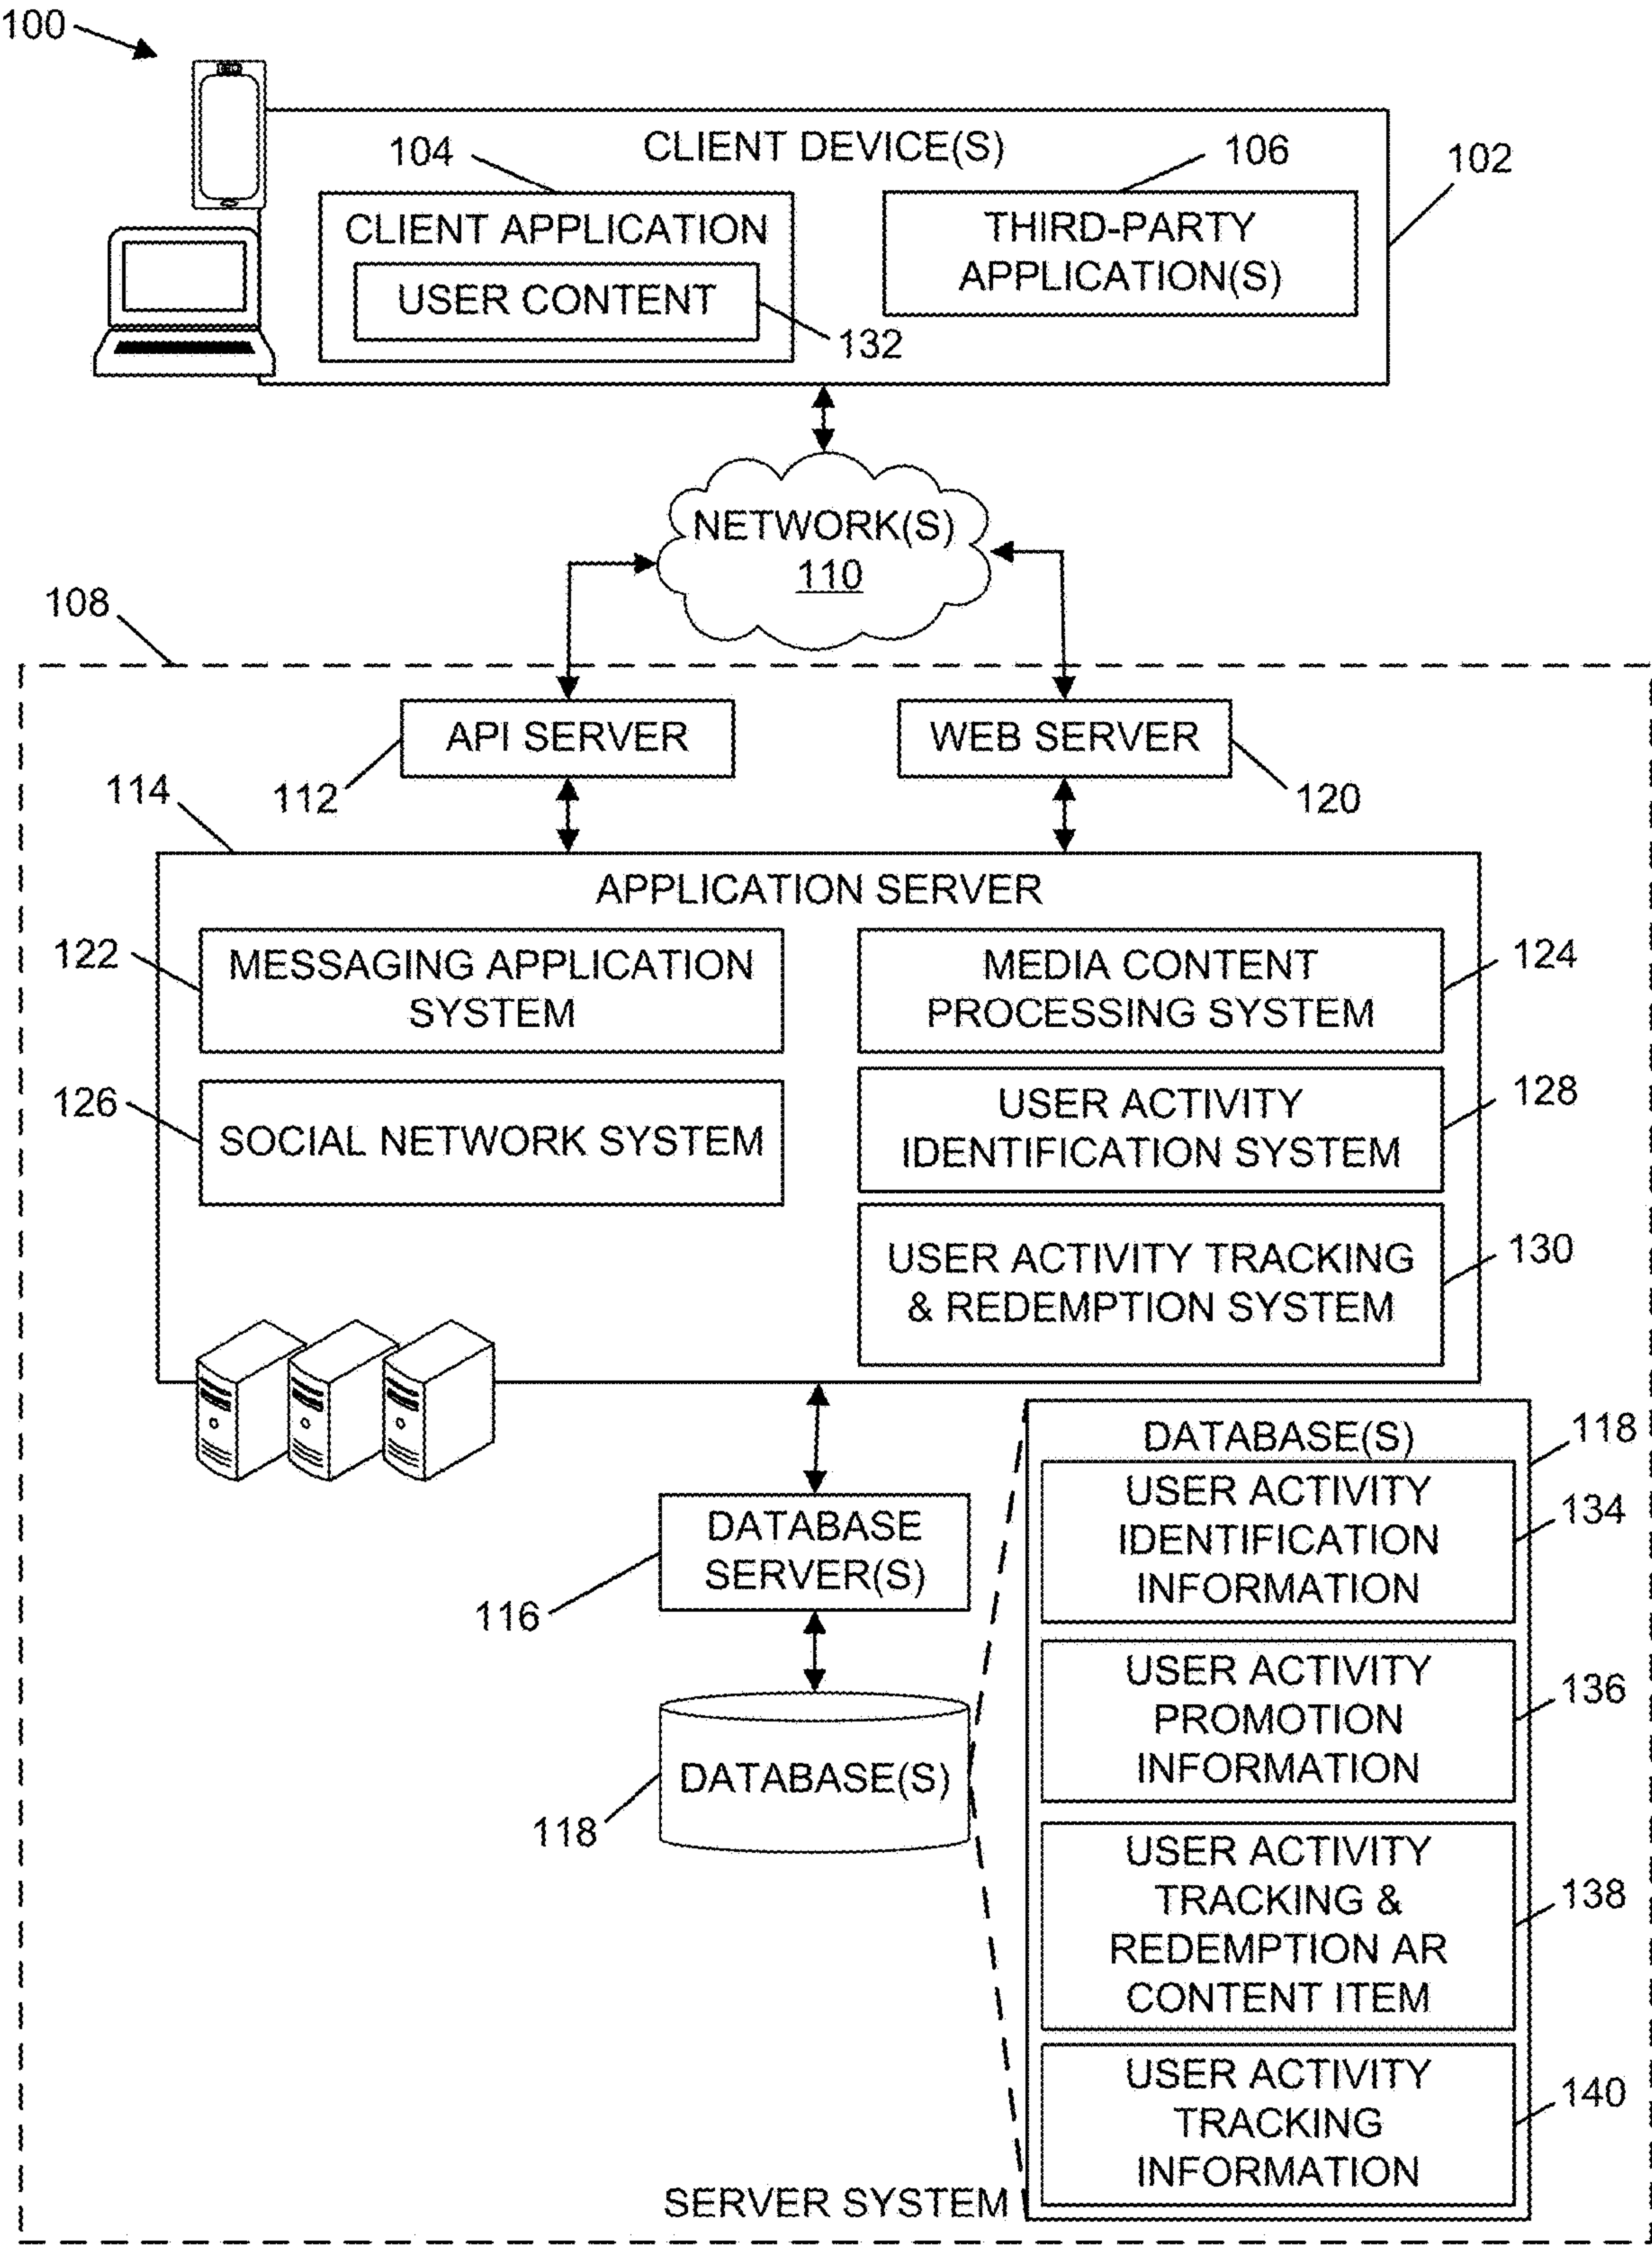 100
CLIENT DEVICE(S)
104
106
102
CLIENT APPLICATION
USER CONTENT
132
THIRD-PARTY
APPLICATION(S)
NETWORK(S)
110
108
API SERVER
112
WEB SERVER
120
114
APPLICATION SERVER
122
MESSAGING APPLICATION
SYSTEM
MEDIA CONTENT
PROCESSING SYSTEM
124
126
SOCIAL NETWORK SYSTEM
USER ACTIVITY
IDENTIFICATION SYSTEM
128
USER ACTIVITY TRACKING
& REDEMPTION SYSTEM
130
DATABASE
SERVER(S)
116
DATABASE(S)
118
DATABASE(S)
118
USER ACTIVITY
IDENTIFICATION
INFORMATION
134
USER ACTIVITY
PROMOTION
INFORMATION
136
USER ACTIVITY
TRACKING &
REDEMPTION AR
CONTENT ITEM
138
USER ACTIVITY
TRACKING
INFORMATION
140
SERVER SYSTEM